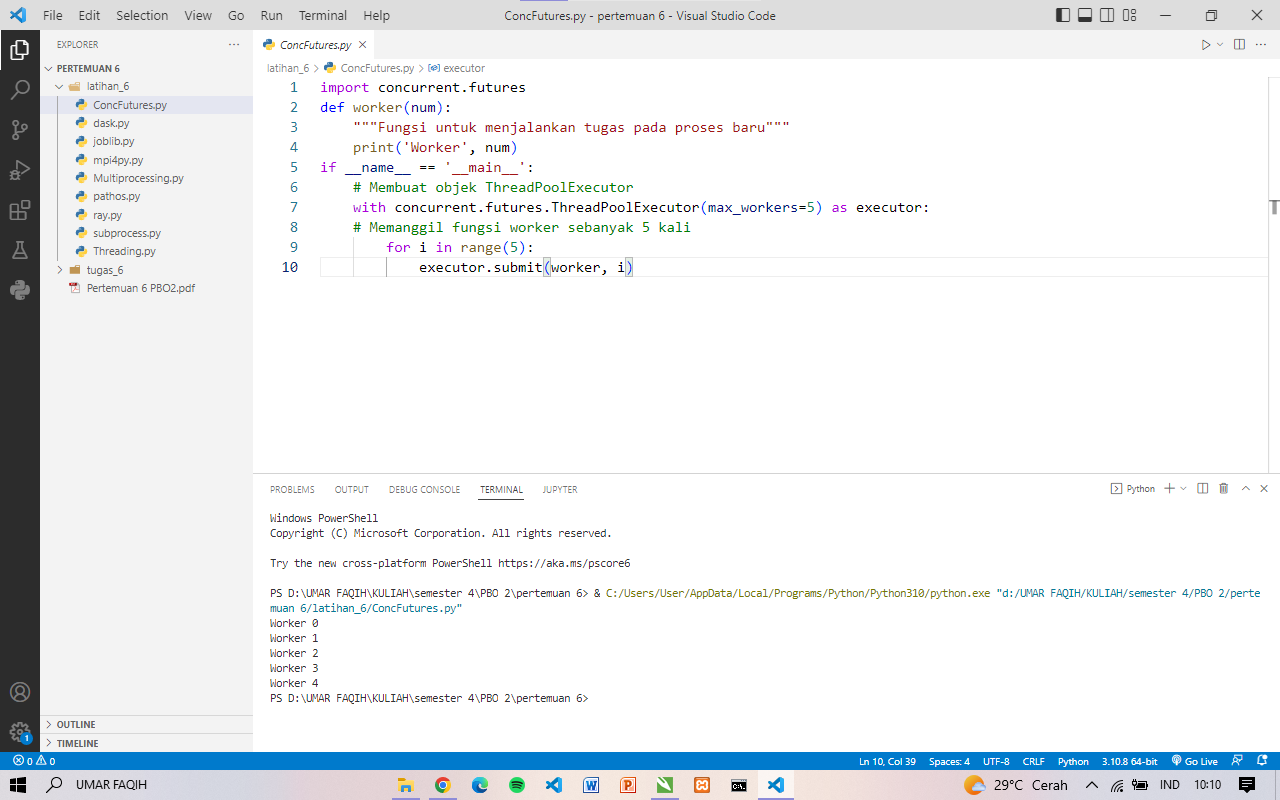 File Edit Selection View Go Run Terminal Help ConcFutures.py - pertemuan 6 - Visual Studio Code
EXPLORER
PERTEMUAN 6
latihan_6
ConcFutures.py
dask.py
joblib.py
mpi4py.py
Multiprocessing.py
pathos.py
ray.py
subprocess.py
Threading.py
tugas_6
Pertemuan 6 PBO2.pdf
OUTLINE
TIMELINE
ConcFutures.py
latihan_6 > ConcFutures.py > executor
1 import concurrent.futures
2 def worker(num):
3     """Fungsi untuk menjalankan tugas pada proses baru"""
4     print('Worker', num)
5 if __name__ == '__main__':
6     # Membuat objek ThreadPoolExecutor
7     with concurrent.futures.ThreadPoolExecutor(max_workers=5) as executor:
8     # Memanggil fungsi worker sebanyak 5 kali
9         for i in range(5):
10             executor.submit(worker, i)
PROBLEMS OUTPUT DEBUG CONSOLE TERMINAL JUPYTER Python
Windows PowerShell
Copyright (C) Microsoft Corporation. All rights reserved.
Try the new cross-platform PowerShell https://aka.ms/pscore6
PS D:\UMAR FAQIH\KULIAH\semester 4\PBO 2\pertemuan 6> & C:/Users/User/AppData/Local/Programs/Python/Python310/python.exe "d:/UMAR FAQIH/KULIAH/semester 4/PBO 2/perte
muan 6/latihan_6/ConcFutures.py"
Worker 0
Worker 1
Worker 2
Worker 3
Worker 4
PS D:\UMAR FAQIH\KULIAH\semester 4\PBO 2\pertemuan 6>
1
0 0 Ln 10, Col 39 Spaces: 4 UTF-8 CRLF Python 3.10.8 64-bit Go Live
UMAR FAQIH 29°C Cerah IND 10:10